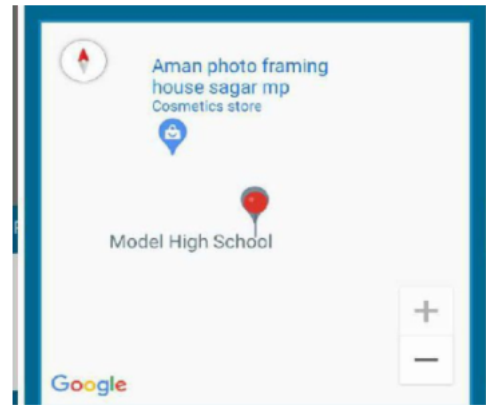 Aman photo framing
house sagar mp
Cosmetics store
Model High School
+
−
Google